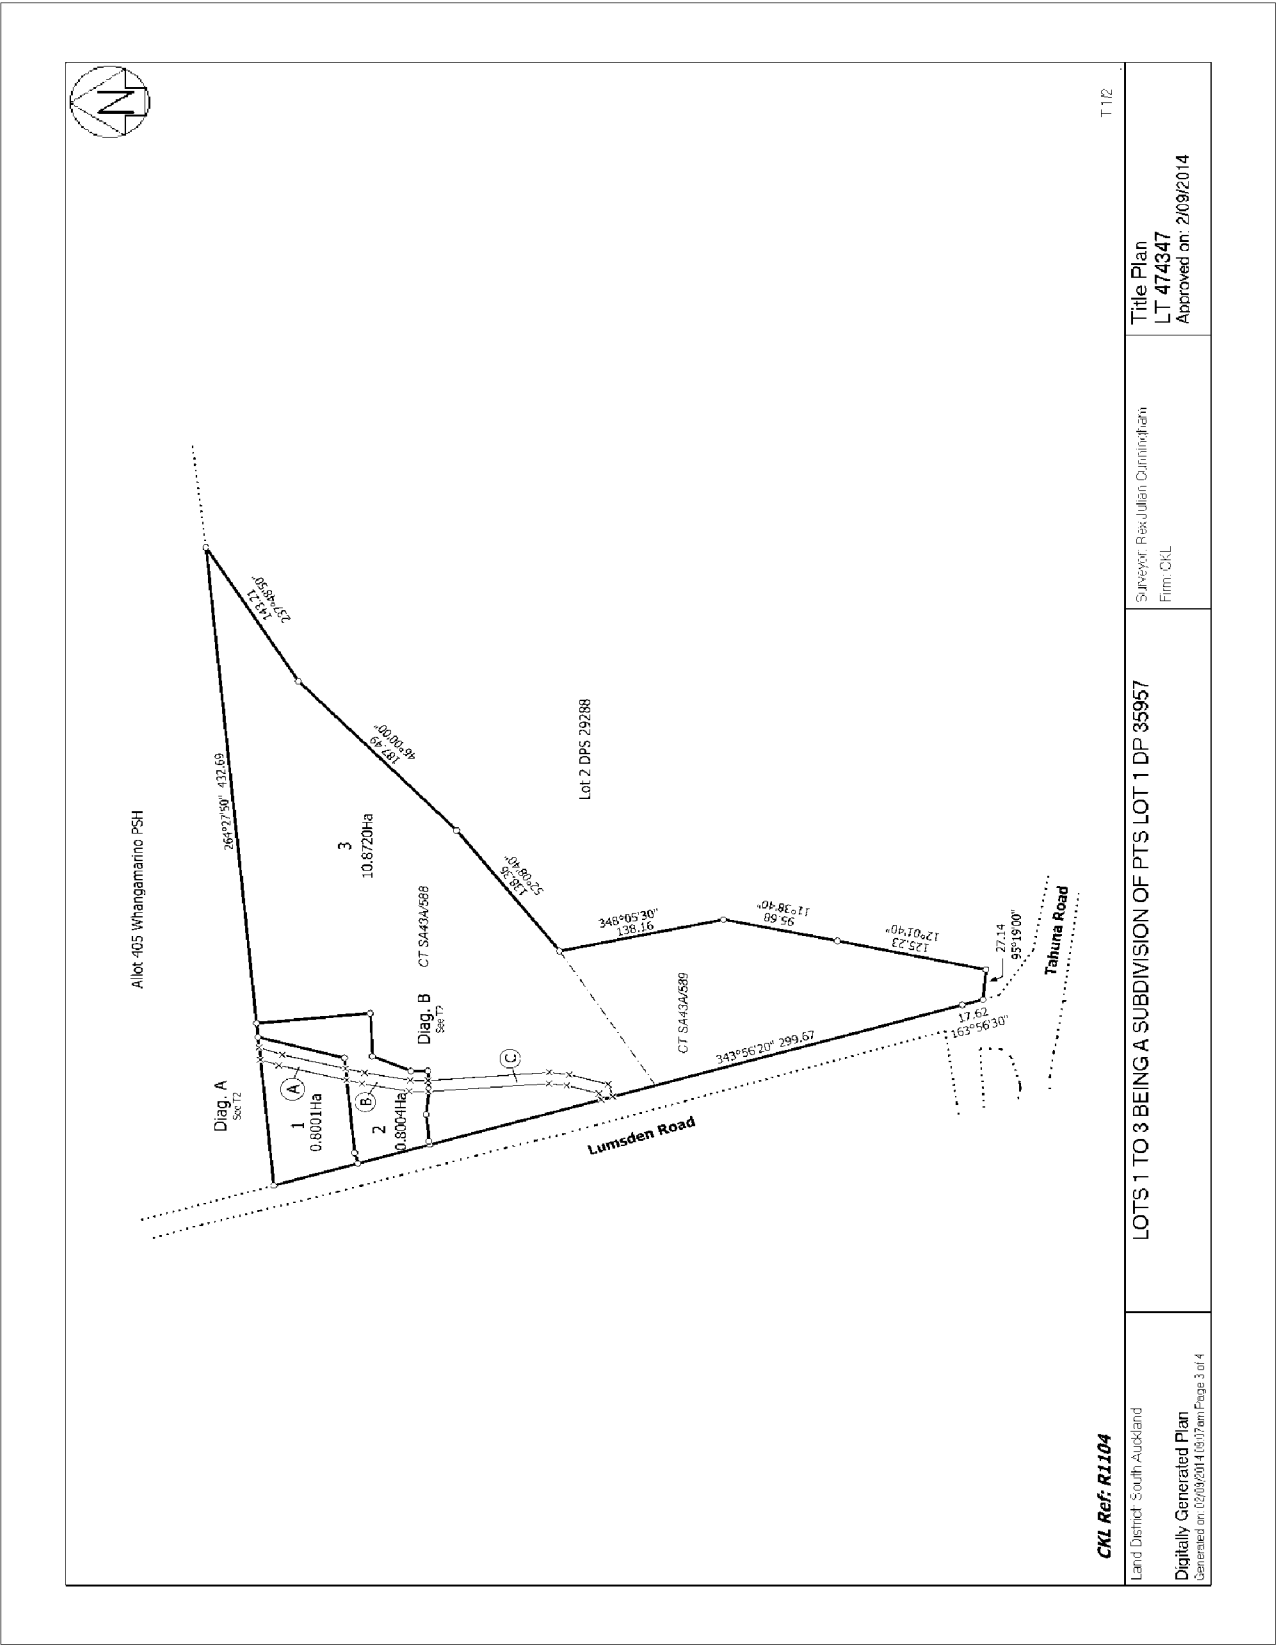 N
T 1/2
Allot 405 Whangamarino PSH
264°27'50" 432.69
143.21
237°48'50"
187.49
46°00'00"
138.36
52°08'40"
348°05'30"
138.16
95.68
11°38'40"
125.23
12°01'40"
27.14
95°19'00"
17.62
163°56'30"
343°56'20" 299.67
Diag. A
See T2
1
0.8001Ha
A
2
0.8004Ha
B
3
10.8720Ha
CT SA43A/588
Diag. B
See T2
C
CT SA43A/589
Lot 2 DPS 29288
Lumsden Road
Tahuna Road
CKL Ref: R1104
Land District: South Auckland
Digitally Generated Plan
Generated on: 02/09/2014 09:07am Page 3 of 4
LOTS 1 TO 3 BEING A SUBDIVISION OF PTS LOT 1 DP 35957
Surveyor: Rex Julian Cunningham
Firm: CKL
Title Plan
LT 474347
Approved on: 2/09/2014